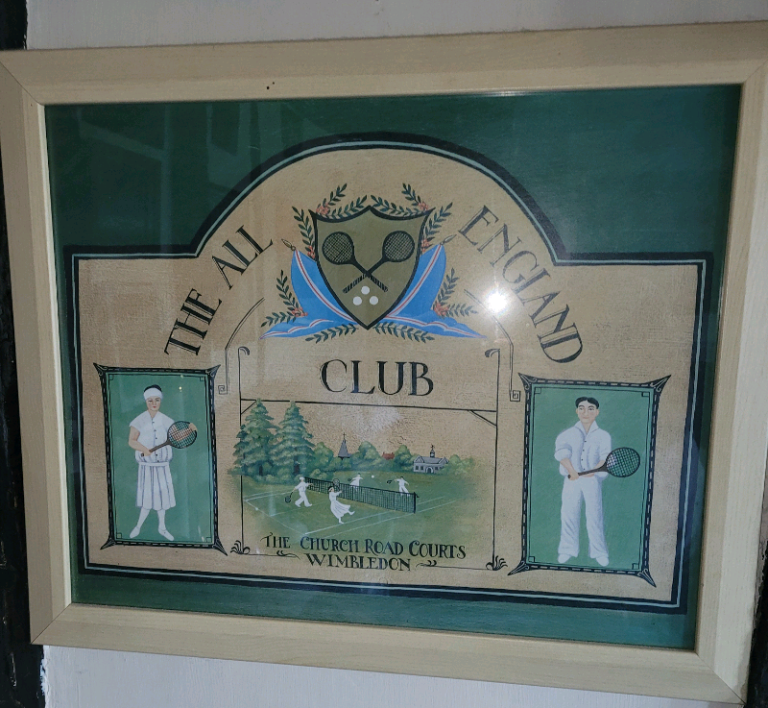 THE ALL ENGLAND
CLUB
THE CHURCH ROAD COURTS
WIMBLEDON